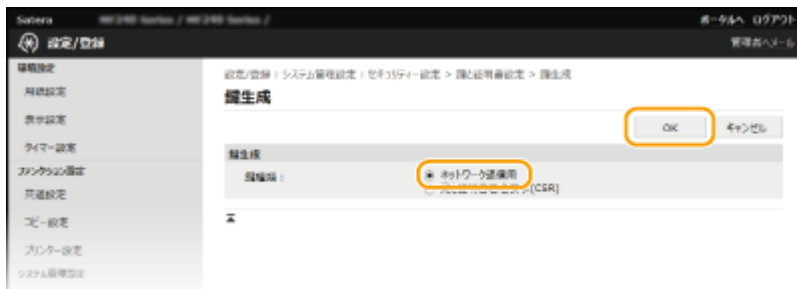 Satera
ポータルへ ログアウト
設定/登録
管理者へメール
環境設定
用紙設定
表示設定
タイマー設定
ファンクション設定
共通設定
コピー設定
プリンター設定
システム管理設定
設定/登録：システム管理設定：セキュリティー設定 > 鍵と証明書設定 > 鍵生成
鍵生成
OK
キャンセル
鍵生成
鍵種類：
ネットワーク通信用
(CSR)